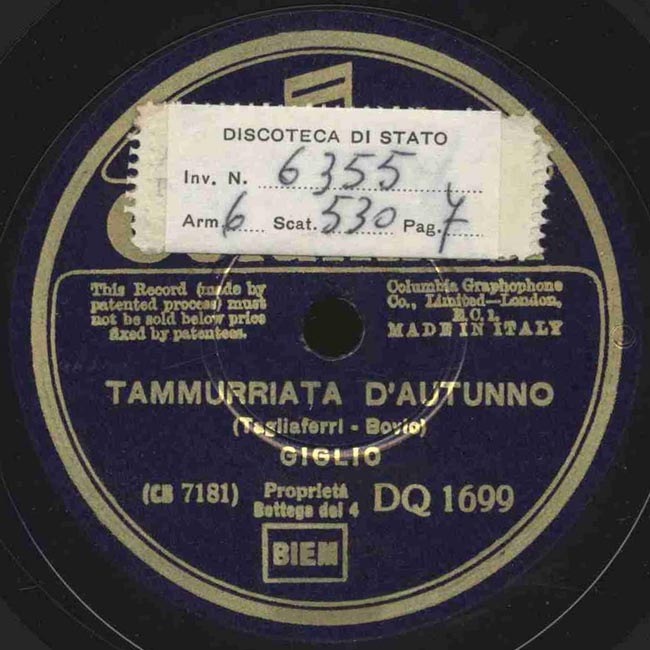 DISCOTECA DI STATO
Inv. N. 6355
Arm 6 Scat. 530 Pag. 7
This Record (made by
patented process) must
not be sold below price
fixed by patentees.
Columbia Graphophone
Co., Limited—London,
E.C.1.
MADE IN ITALY
TAMMURRIATA D'AUTUNNO
(Tagliaferri - Bovio)
GIGLIO
(CB 7181) Proprietà
Bottega dei 4 DQ 1699
BIEM